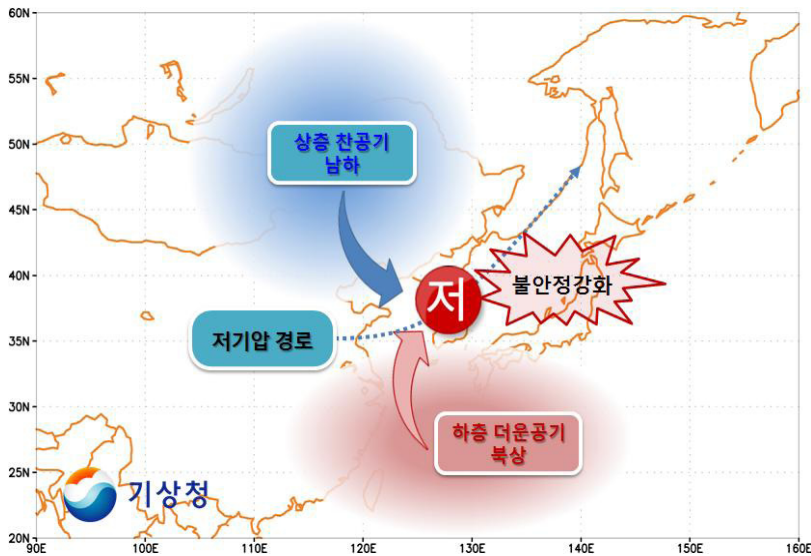 60N
55N
상층 찬공기
남하
50N
45N
40N
저
불안정강화
저기압 경로
35N
30N
하층 더운공기
북상
25N
기상청
20N
90E 100E 110E 120E 130E 140E 150E 160E